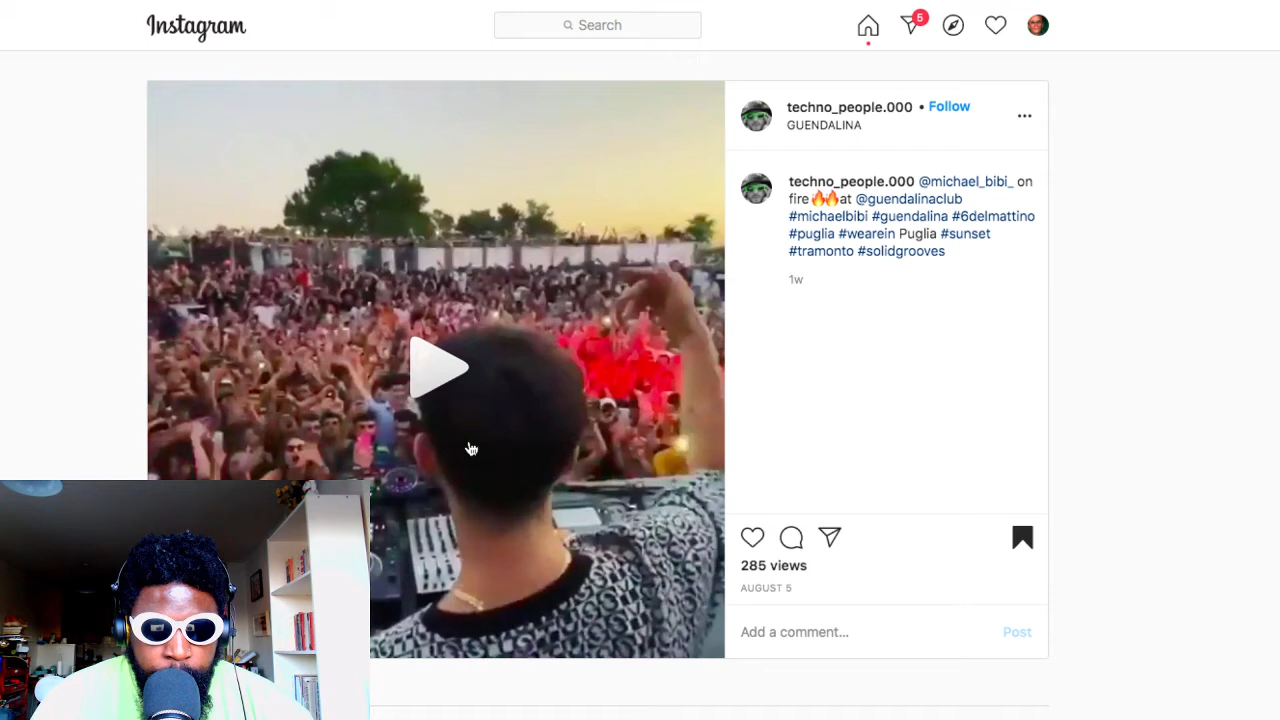 Instagram
Search
5
techno_people.000 • Follow
GUENDALINA
techno_people.000 @michael_bibi_ on
fire🔥🔥at @guendalinaclub
#michaelbibi #guendalina #6delmattino
#puglia #wearein Puglia #sunset
#tramonto #solidgrooves
1w
285 views
AUGUST 5
Add a comment... Post